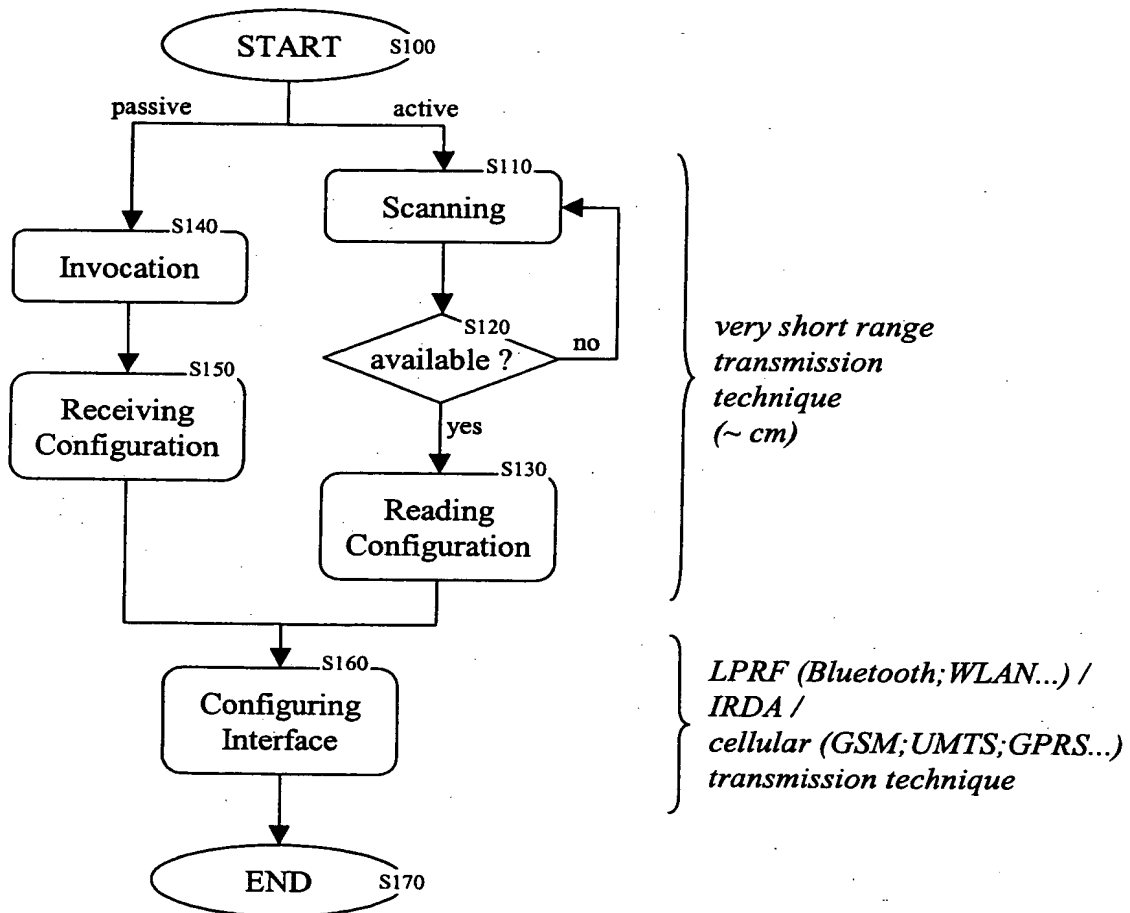 START S100
passive active
S110
Scanning
S140
Invocation
S120
available ? no
S150
Receiving
Configuration
yes
S130
Reading
Configuration
very short range
transmission
technique
(~ cm)
S160
Configuring
Interface
LPRF (Bluetooth;WLAN...) /
IRDA /
cellular (GSM;UMTS;GPRS...)
transmission technique
END S170